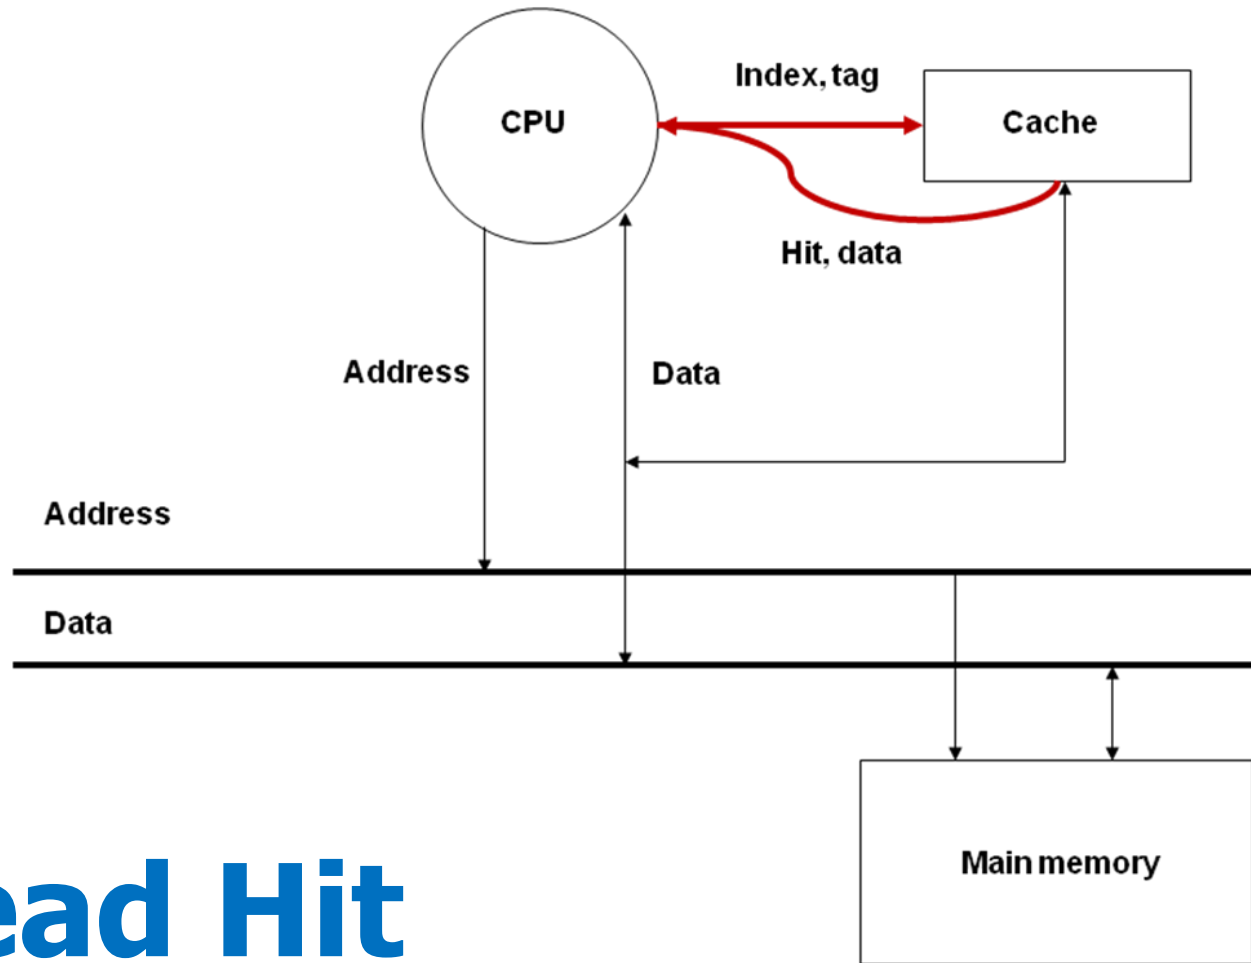 Index, tag
CPU
Cache
Hit, data
Address
Data
Address
Data
Main memory
ead Hit